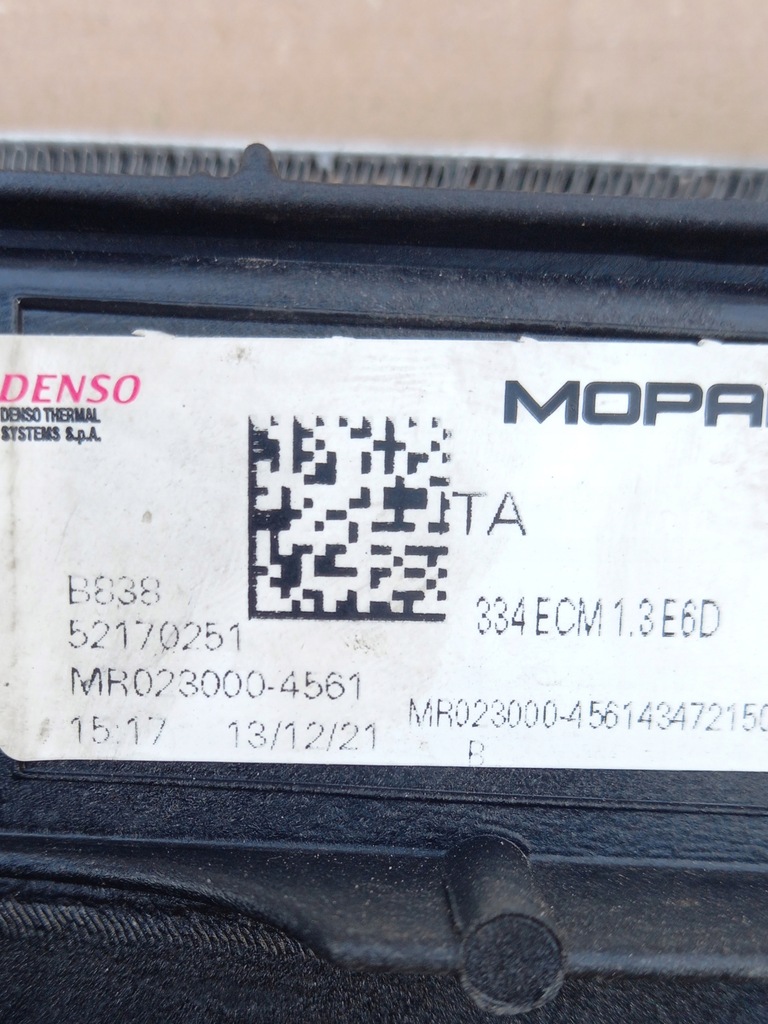 DENSO
DENSO THERMAL
SYSTEMS S.p.A.
MOPA
TA
B838
52170251
334 ECM 1.3 E6D
MR023000-4561
MR023000-45614347215
15:17 13/12/21
B